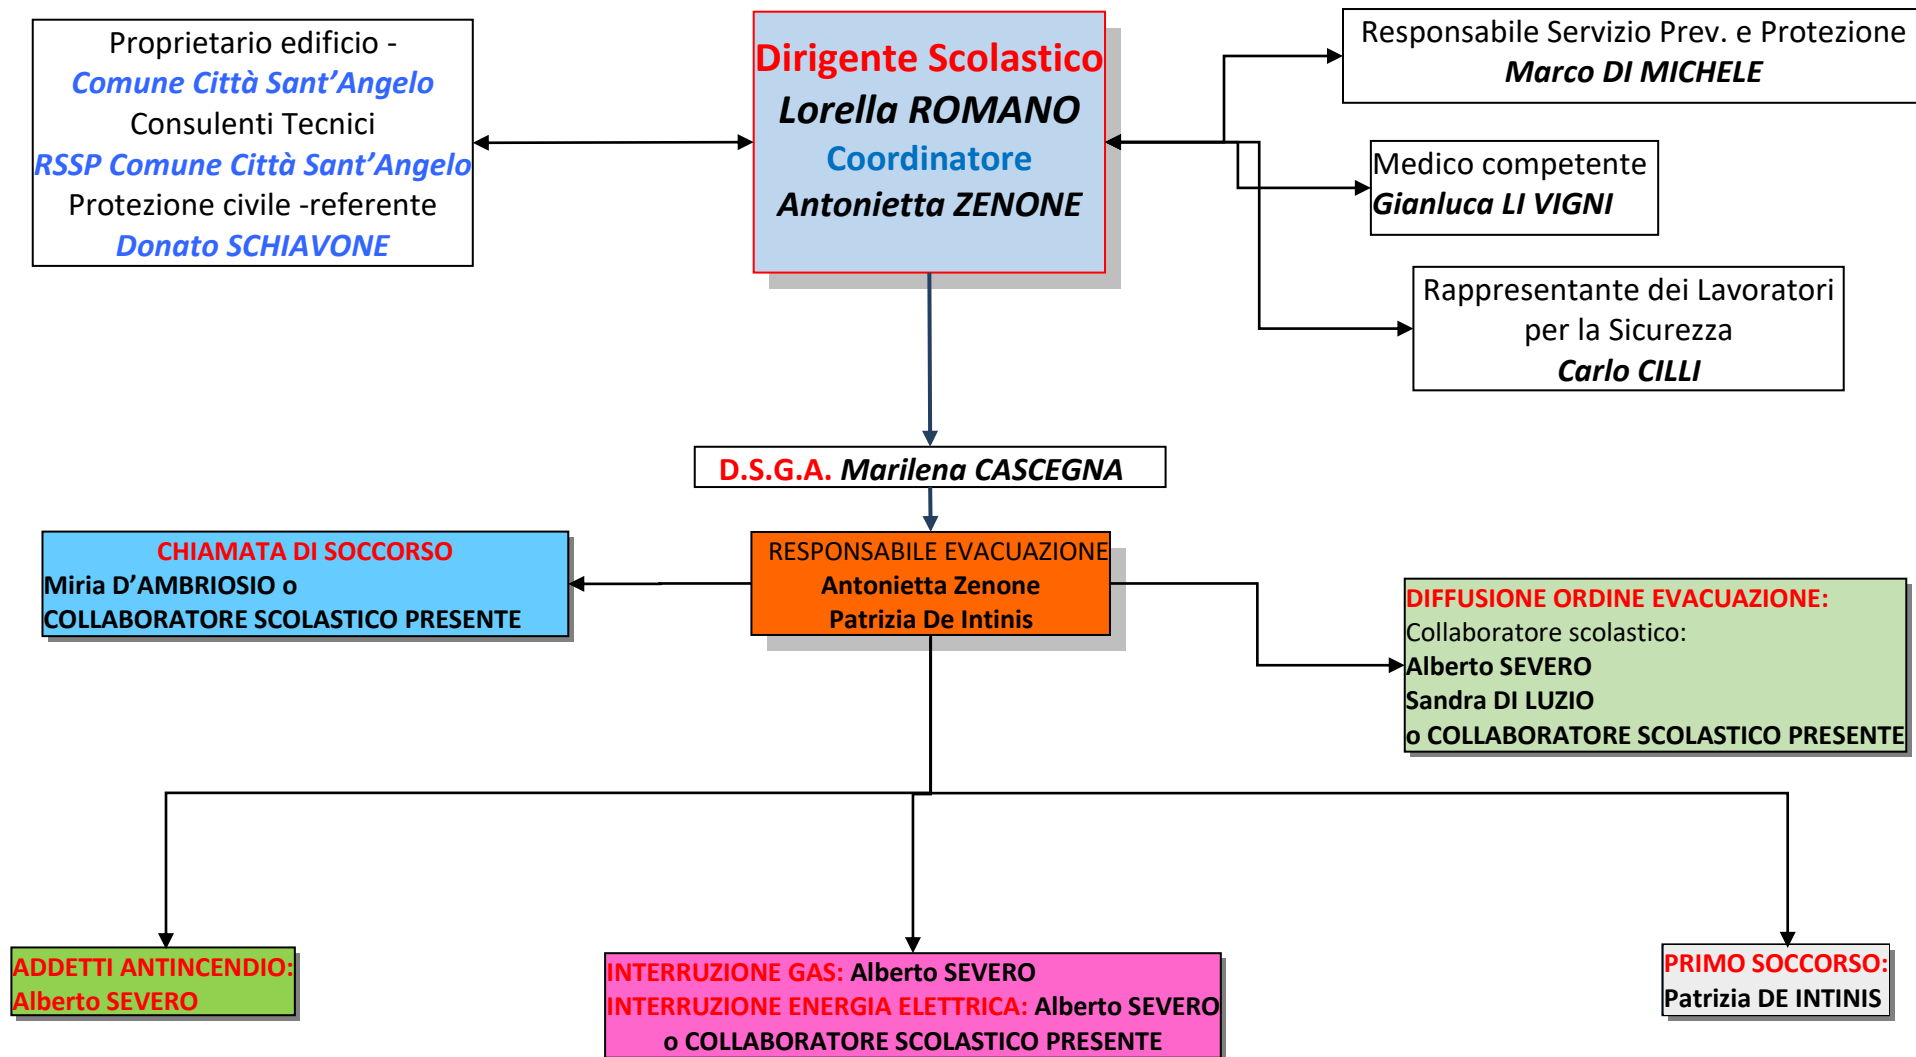 Proprietario edificio -
Comune Città Sant’Angelo
Consulenti Tecnici
RSSP Comune Città Sant’Angelo
Protezione civile -referente
Donato SCHIAVONE
Dirigente Scolastico
Lorella ROMANO
Coordinatore
Antonietta ZENONE
Responsabile Servizio Prev. e Protezione
Marco DI MICHELE
Medico competente
Gianluca LI VIGNI
Rappresentante dei Lavoratori
per la Sicurezza
Carlo CILLI
D.S.G.A. Marilena CASCEGNA
CHIAMATA DI SOCCORSO
Miria D’AMBRIOSIO o
COLLABORATORE SCOLASTICO PRESENTE
RESPONSABILE EVACUAZIONE
Antonietta Zenone
Patrizia De Intinis
DIFFUSIONE ORDINE EVACUAZIONE:
Collaboratore scolastico:
Alberto SEVERO
Sandra DI LUZIO
o COLLABORATORE SCOLASTICO PRESENTE
ADDETTI ANTINCENDIO:
Alberto SEVERO
INTERRUZIONE GAS: Alberto SEVERO
INTERRUZIONE ENERGIA ELETTRICA: Alberto SEVERO
o COLLABORATORE SCOLASTICO PRESENTE
PRIMO SOCCORSO:
Patrizia DE INTINIS